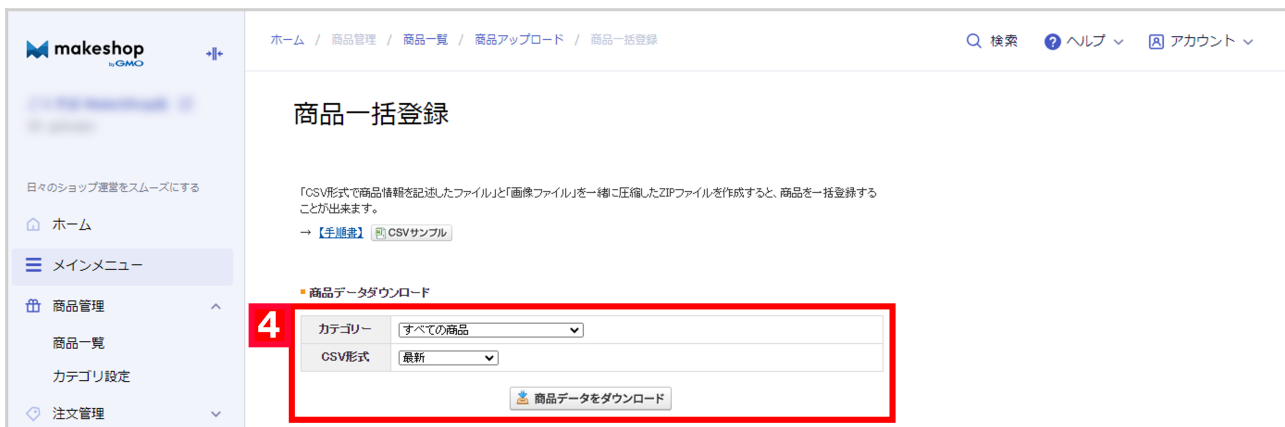 makeshop
by GMO
ホーム / 商品管理 / 商品一覧 / 商品アップロード / 商品一括登録
検索
ヘルプ
アカウント
日々のショップ運営をスムーズにする
ホーム
メインメニュー
商品管理
商品一覧
カテゴリ設定
注文管理
商品一括登録
「CSV形式で商品情報を記述したファイル」と「画像ファイル」を一緒に圧縮したZIPファイルを作成すると、商品を一括登録する
ことが出来ます。
→ 【手順書】 CSVサンプル
商品データダウンロード
4
カテゴリー すべての商品
CSV形式 最新
商品データをダウンロード